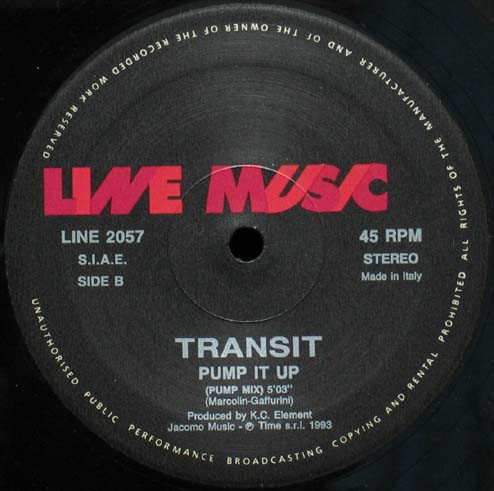 LINE MUSIC
LINE 2057
S.I.A.E.
SIDE B
45 RPM
STEREO
Made in Italy
TRANSIT
PUMP IT UP
(PUMP MIX) 5'03"
(Marcolin-Gaffurini)
Produced by K.C. Element
Jacomo Music - ℗ Time s.r.l. 1993
ALL RIGHTS OF THE MANUFACTURER AND OF THE OWNER OF THE RECORDED WORK RESERVED
UNAUTHORISED PUBLIC PERFORMANCE BROADCASTING COPYING AND RENTAL PROHIBITED